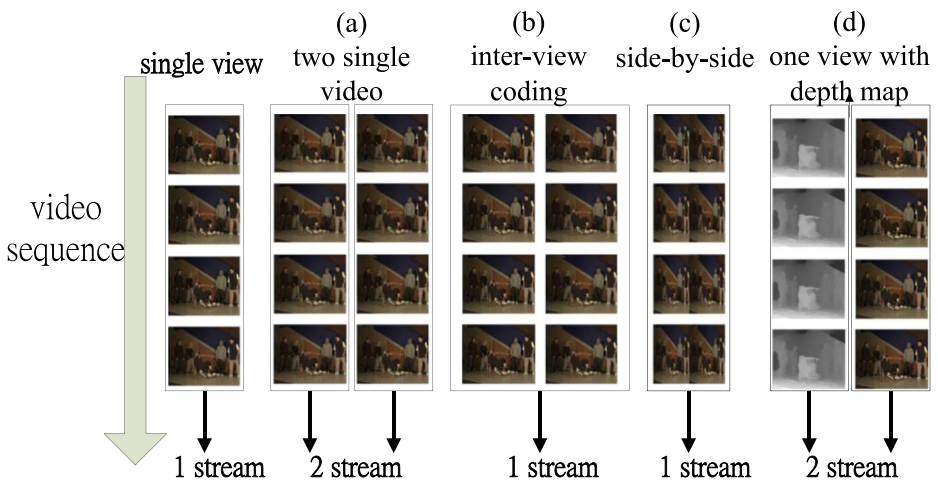 (a)
(b)
(c)
(d)
single view
two single
video
inter-view
coding
side-by-side
one view with
depth map
video
sequence
1 stream
2 stream
1 stream
1 stream
2 stream